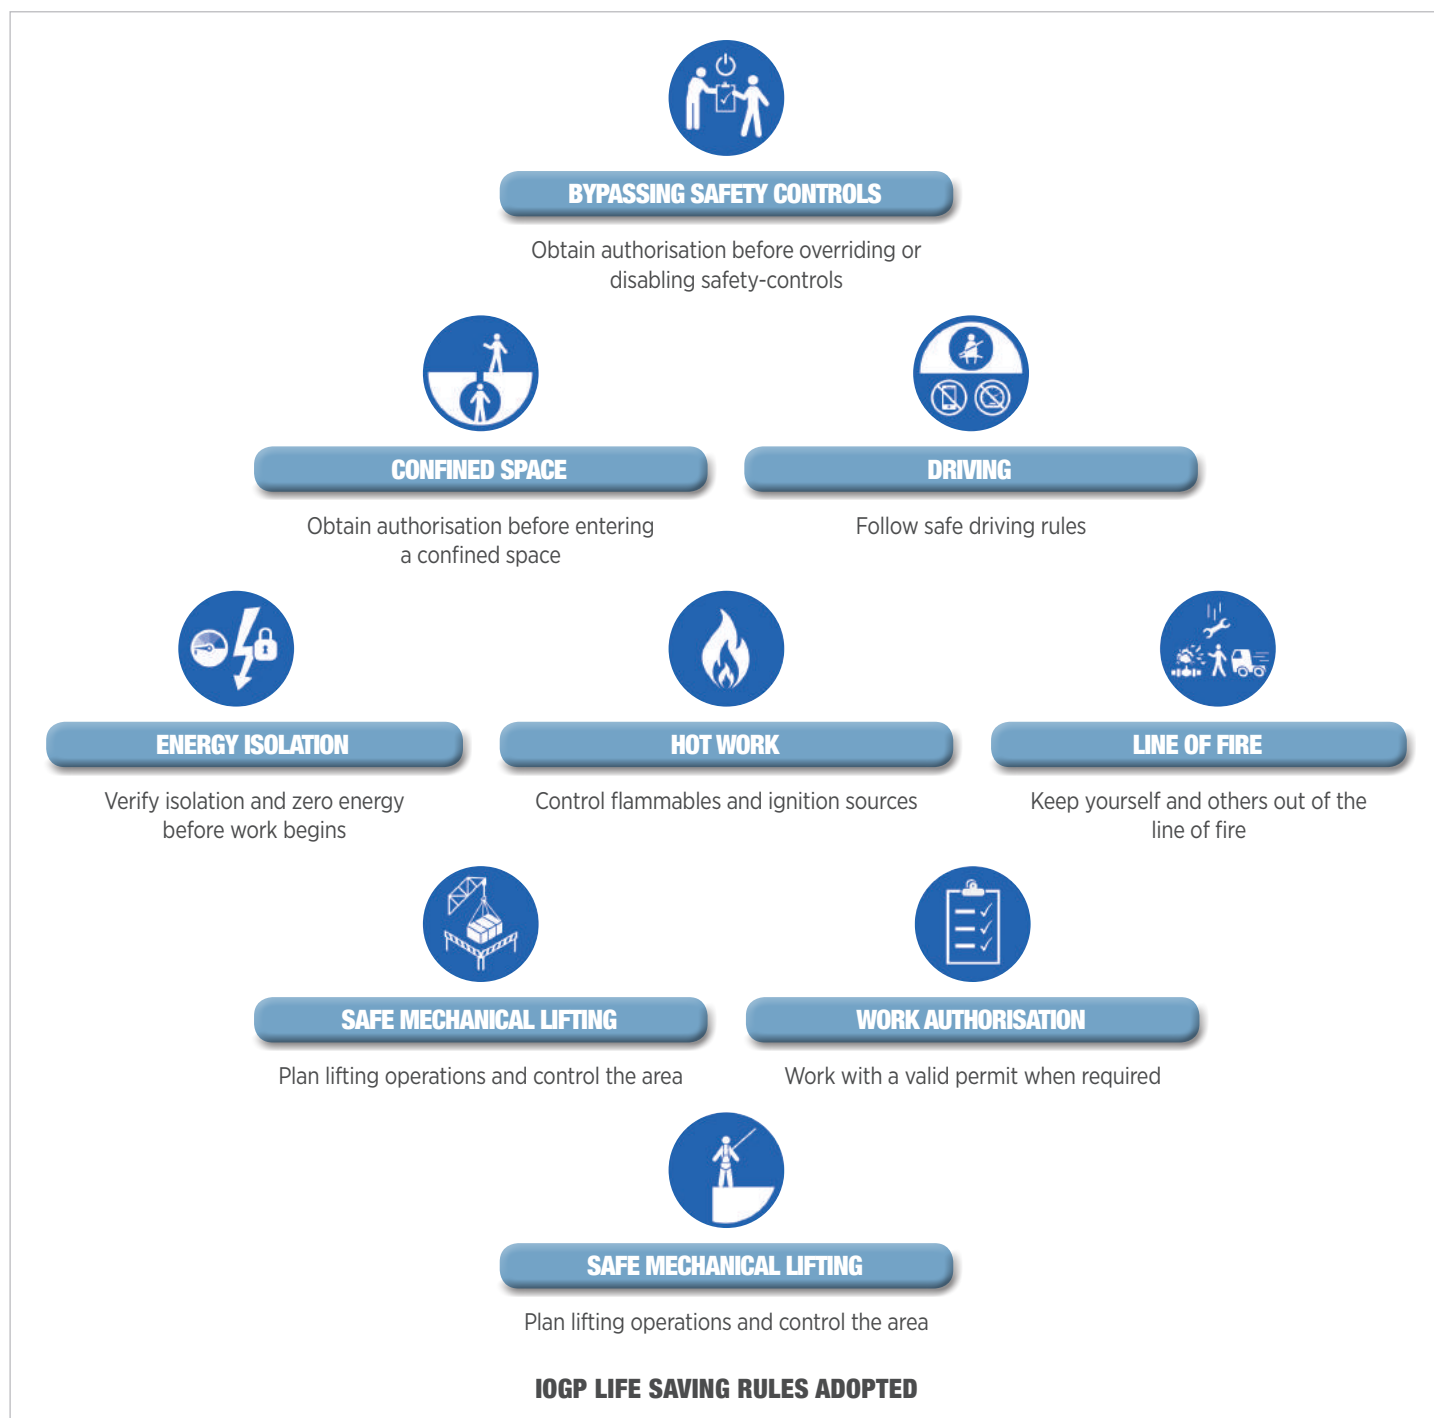 BYPASSING SAFETY CONTROLS
Obtain authorisation before overriding or
disabling safety-controls
CONFINED SPACE
Obtain authorisation before entering
a confined space
DRIVING
Follow safe driving rules
ENERGY ISOLATION
Verify isolation and zero energy
before work begins
HOT WORK
Control flammables and ignition sources
LINE OF FIRE
Keep yourself and others out of the
line of fire
SAFE MECHANICAL LIFTING
Plan lifting operations and control the area
WORK AUTHORISATION
Work with a valid permit when required
SAFE MECHANICAL LIFTING
Plan lifting operations and control the area
IOGP LIFE SAVING RULES ADOPTED